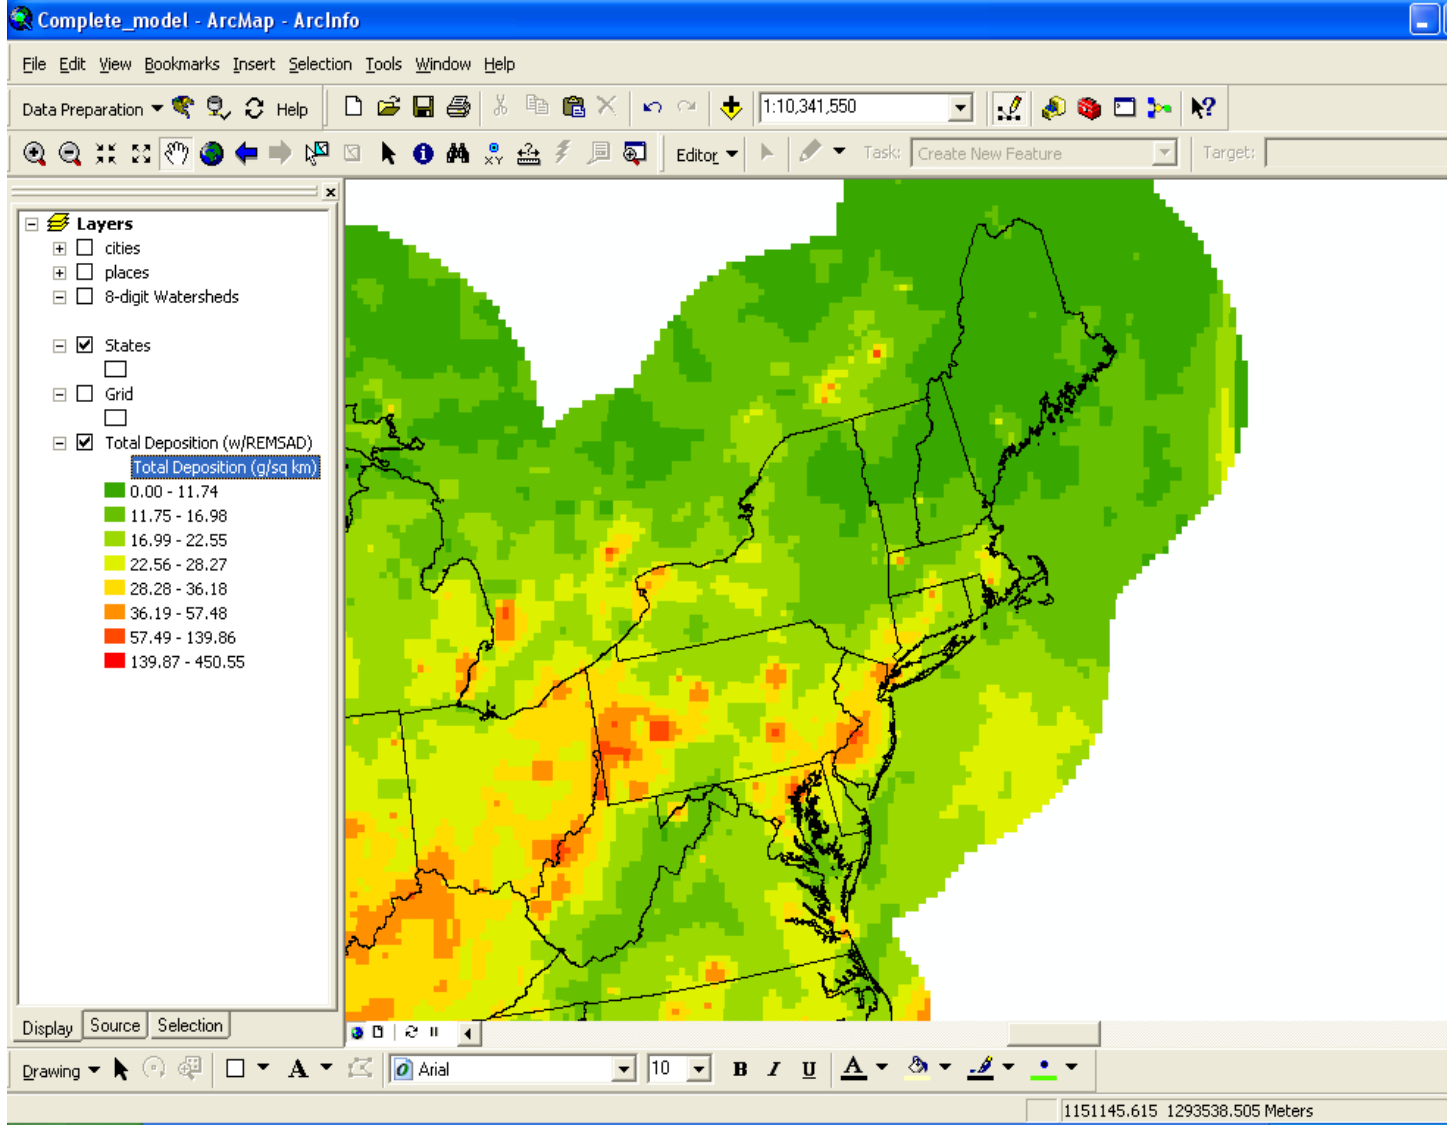 Complete_model - ArcMap - ArcInfo
File Edit View Bookmarks Insert Selection Tools Window Help
Data Preparation Help 1:10,341,550
XY Editor Task: Create New Feature Target:
Layers
cities
places
8-digit Watersheds
States
Grid
Total Deposition (w/REMSAD)
Total Deposition (g/sq km)
0.00 - 11.74
11.75 - 16.98
16.99 - 22.55
22.56 - 28.27
28.28 - 36.18
36.19 - 57.48
57.49 - 139.86
139.87 - 450.55
Display Source Selection
Drawing A Arial 10 B I U A
1151145.615 1293538.505 Meters